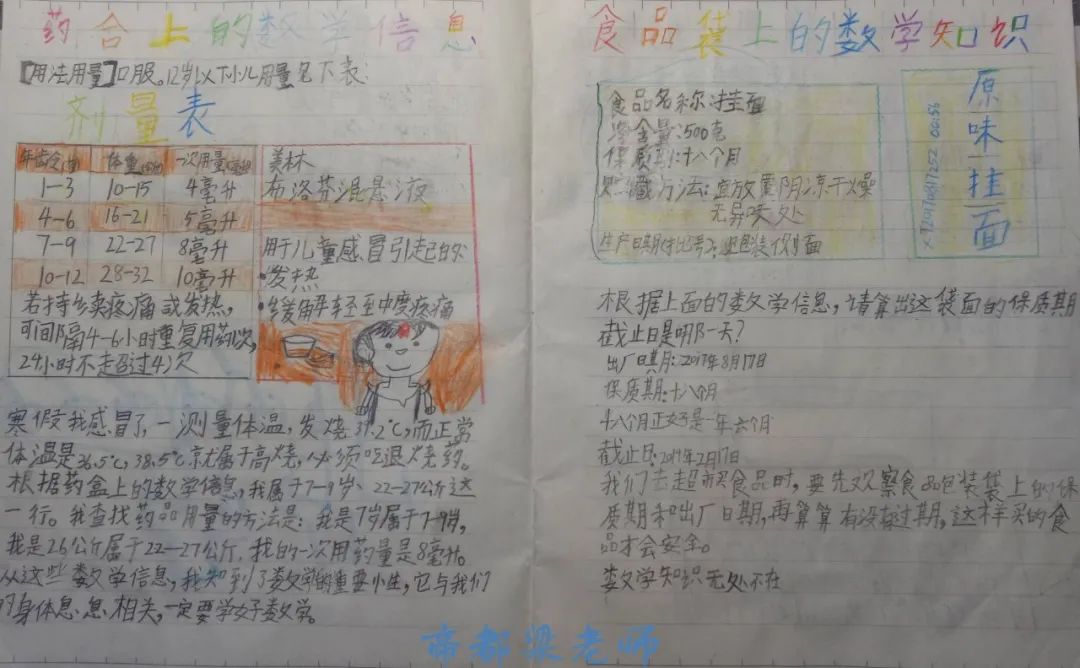 药合上的数学信息
【用法用量】口服。12岁以下小儿用量见下表:
剂量表
年龄(岁) 体重(公斤) 一次用量(毫升)
1-3 10-15 4毫升
4-6 16-21 5毫升
7-9 22-27 8毫升
10-12 28-32 10毫升
若持续疼痛或发热,
可间隔4-6小时重复用药1次,
24小时不走超过4次
美林
布洛芬混悬液
用于儿童感冒引起的
·发热
·缓解轻至中度疼痛
寒假我感冒了,一测量体温,发烧37.2℃,而正常
体温是36.5℃,38.5℃就属于高烧,必须吃退烧药。
根据药盒上的数学信息,我属于7-9岁、22-27公斤这
一行。我查找药品用量的方法是:我是7岁属于7-9岁,
我是26公斤属于22-27公斤,我的一次用药量是8毫升。
从这些数学信息,我知到了数学的重要小生,它与我们
的身体息息相关,一定要学好数学。
食品袋上的数学知识
食品名称:挂面
净含量:500克
保质期:十八个月
贮藏方法:宜放置阴凉干燥
无异味处
生产日期(批号):见包装侧面
20170817252 00:56
原味挂面
根据上面的数学信息,请算出这袋面的保质期
截止日是哪一天?
出厂日期:2017年8月17日
保质期:十八个月
十八个月正好是一年六个月
截止日:2019年2月17日
我们去超市买食品时,要先观察食品包装袋上的保
质期和出厂日期,再算算有没有过期,这样买的食
品才会安全。
数学知识无处不在
帝都梁老师